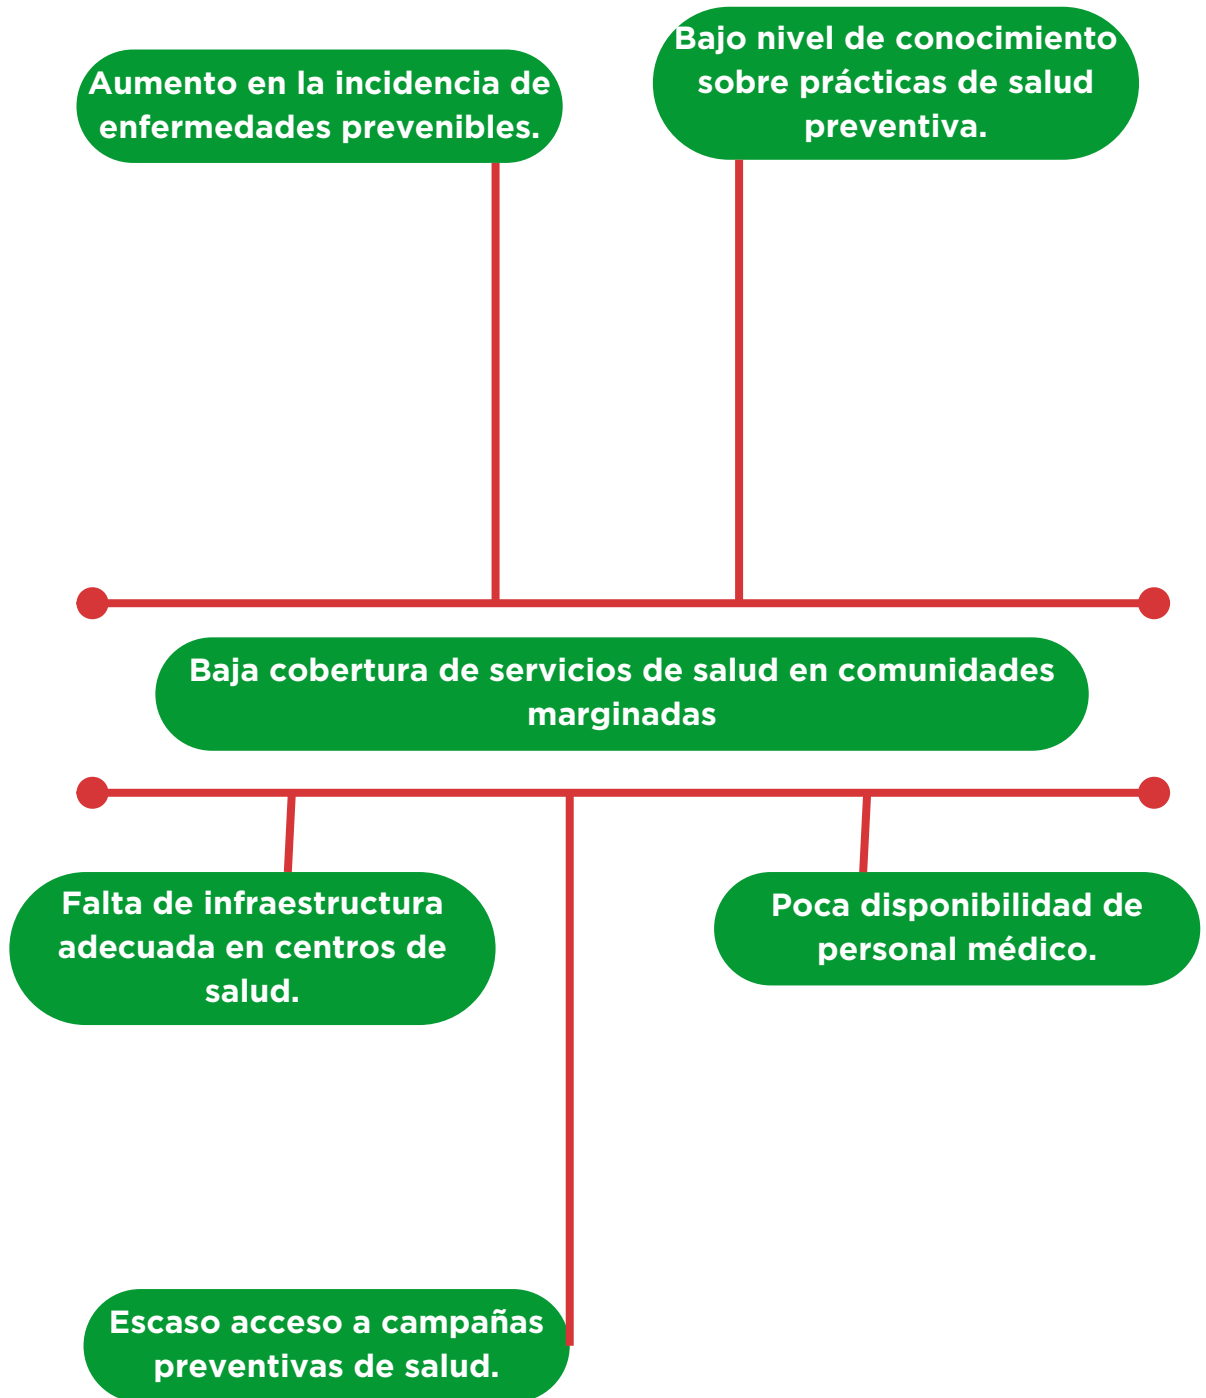 Aumento en la incidencia de
enfermedades prevenibles.
Bajo nivel de conocimiento
sobre prácticas de salud
preventiva.
Baja cobertura de servicios de salud en comunidades
marginadas
Falta de infraestructura
adecuada en centros de
salud.
Poca disponibilidad de
personal médico.
Escaso acceso a campañas
preventivas de salud.